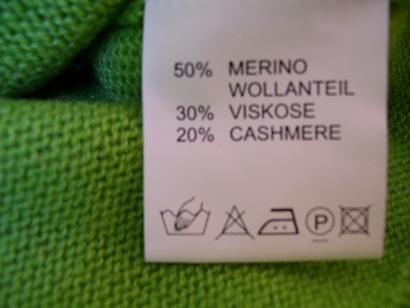 50% MERINO
WOLLANTEIL
30% VISKOSE
20% CASHMERE
P